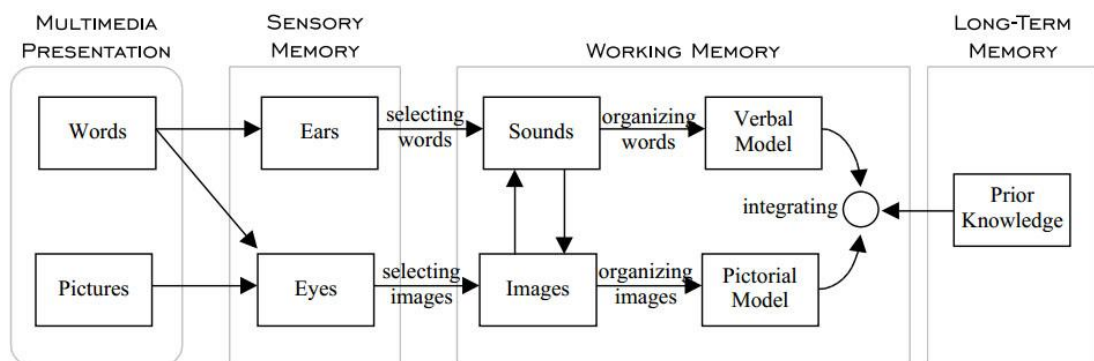 MULTIMEDIA
PRESENTATION
SENSORY
MEMORY
WORKING MEMORY
LONG-TERM
MEMORY
Words
Ears
selecting
words
Sounds
organizing
words
Verbal
Model
integrating
Prior
Knowledge
Pictures
Eyes
selecting
images
Images
organizing
images
Pictorial
Model